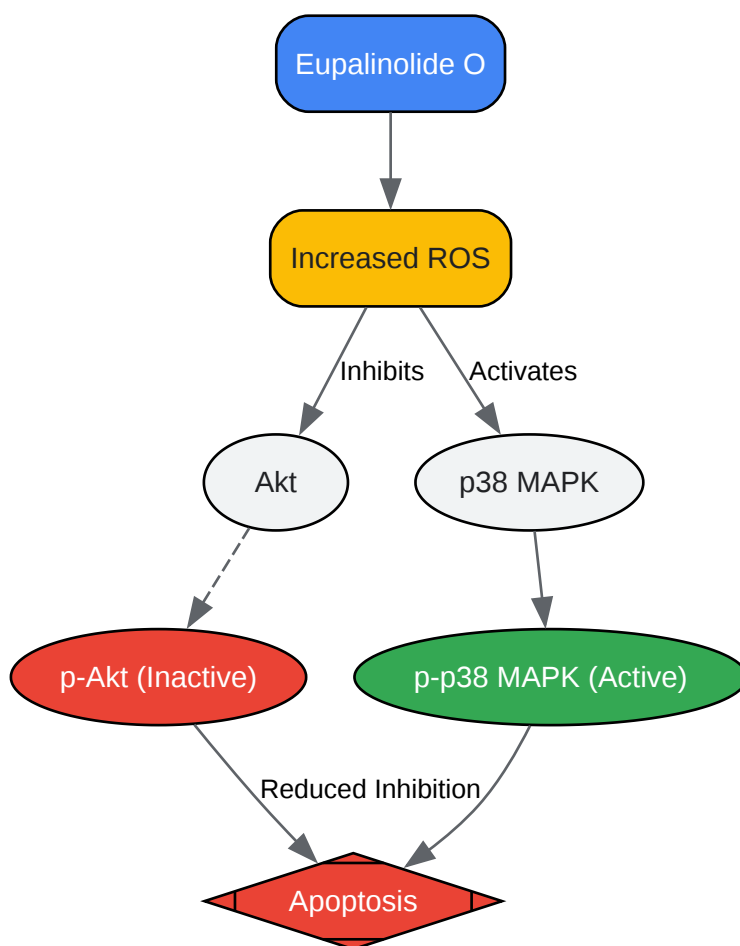 Eupalinolide O
Increased ROS
Inhibits
Activates
Akt
p38 MAPK
p-Akt (Inactive)
p-p38 MAPK (Active)
Reduced Inhibition
Apoptosis